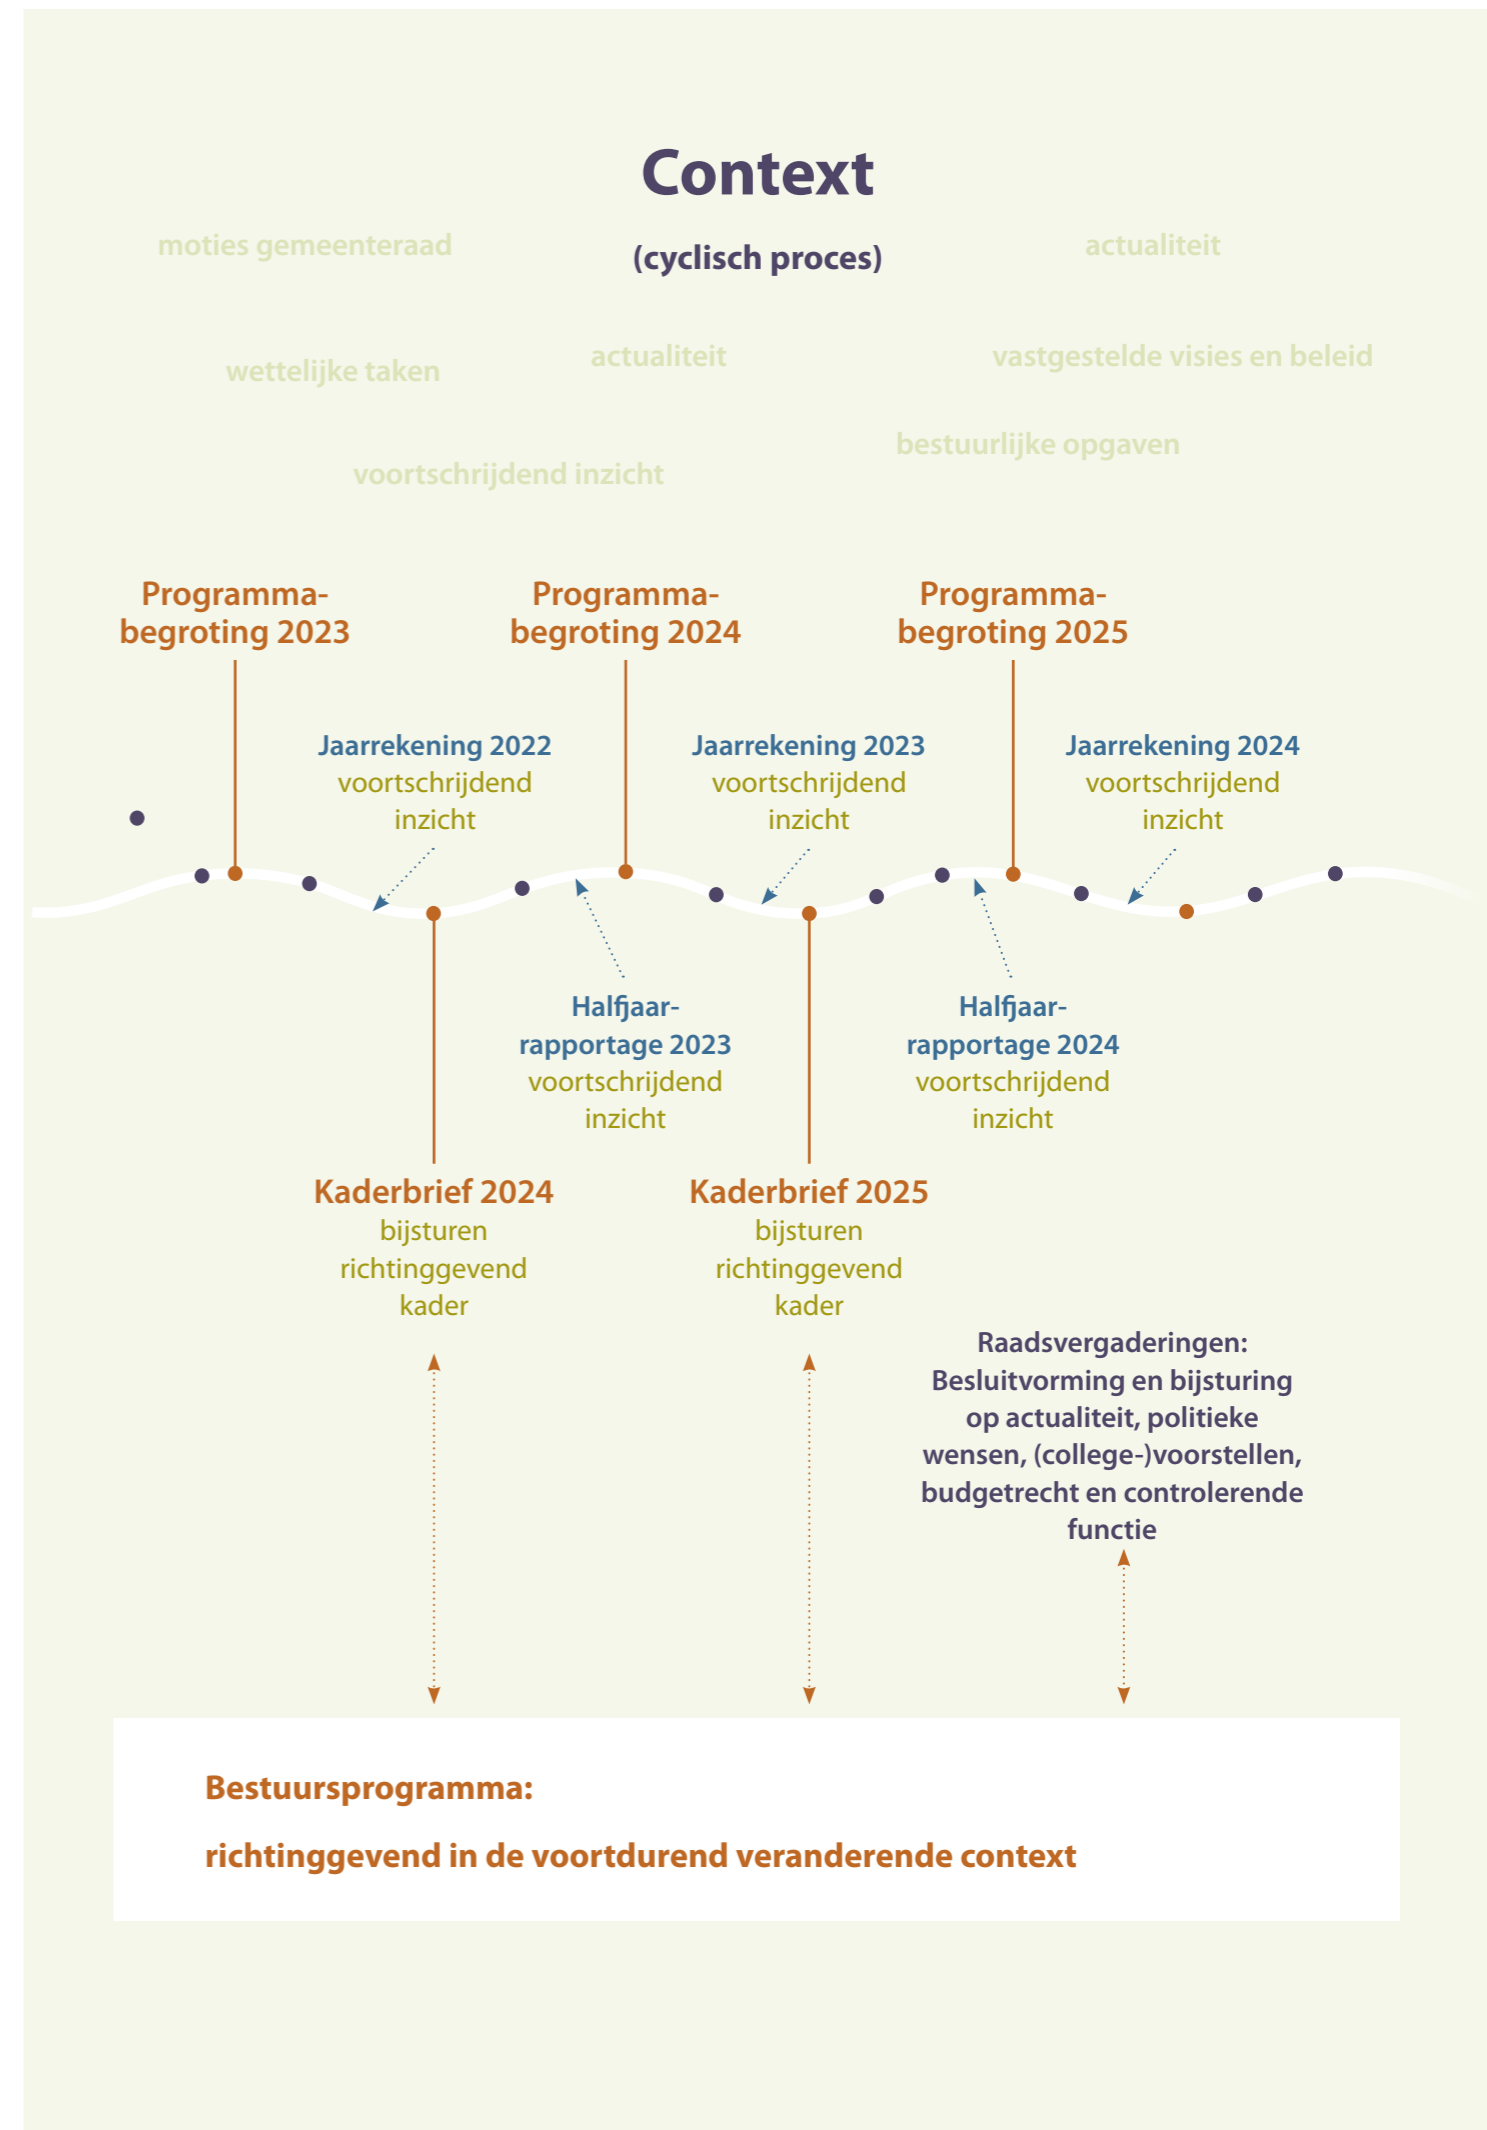 Context
(cyclisch proces)
moties gemeenteraad
actualiteit
wettelijke taken
actualiteit
vastgestelde visies en beleid
bestuurlijke opgaven
voortschrijdend inzicht
Programma-
begroting 2023
Programma-
begroting 2024
Programma-
begroting 2025
Jaarrekening 2022
voortschrijdend
inzicht
Jaarrekening 2023
voortschrijdend
inzicht
Jaarrekening 2024
voortschrijdend
inzicht
Halfjaar-
rapportage 2023
voortschrijdend
inzicht
Halfjaar-
rapportage 2024
voortschrijdend
inzicht
Kaderbrief 2024
bijsturen
richtinggevend
kader
Kaderbrief 2025
bijsturen
richtinggevend
kader
Raadsvergaderingen:
Besluitvorming en bijsturing
op actualiteit, politieke
wensen, (college-)voorstellen,
budgetrecht en controlerende
functie
Bestuursprogramma:
richtinggevend in de voortdurend veranderende context